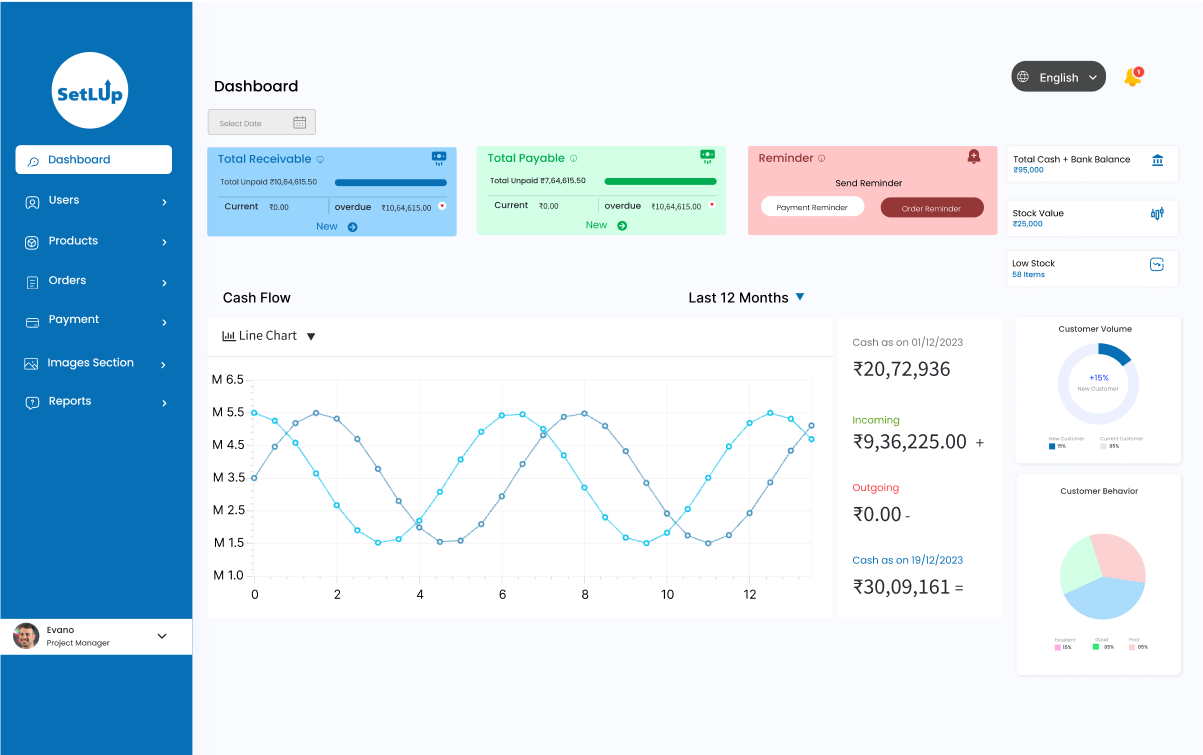 SetLUp
Dashboard
Users
Products
Orders
Payment
Images Section
Reports
Evano
Project Manager
Dashboard
English
1
Select Date
Total Receivable
Total Unpaid ₹10,64,615.50
Current ₹0.00 overdue ₹10,64,615.00
New
Total Payable
Total Unpaid ₹7,64,615.50
Current ₹0.00 overdue ₹10,64,615.00
New
Reminder
Send Reminder
Payment Reminder Order Reminder
Total Cash + Bank Balance
₹95,000
Stock Value
₹25,000
Low Stock
58 Items
Cash Flow Last 12 Months
Line Chart
M 6.5
M 5.5
M 4.5
M 3.5
M 2.5
M 1.5
M 1.0
0 2 4 6 8 10 12
Cash as on 01/12/2023
₹20,72,936
Incoming
₹9,36,225.00 +
Outgoing
₹0.00 -
Cash as on 19/12/2023
₹30,09,161 =
Customer Volume
+15%
New Customer
New Customer Current Customer
15% 85%
Customer Behavior
Excellent Good Poor
15% 85% 85%